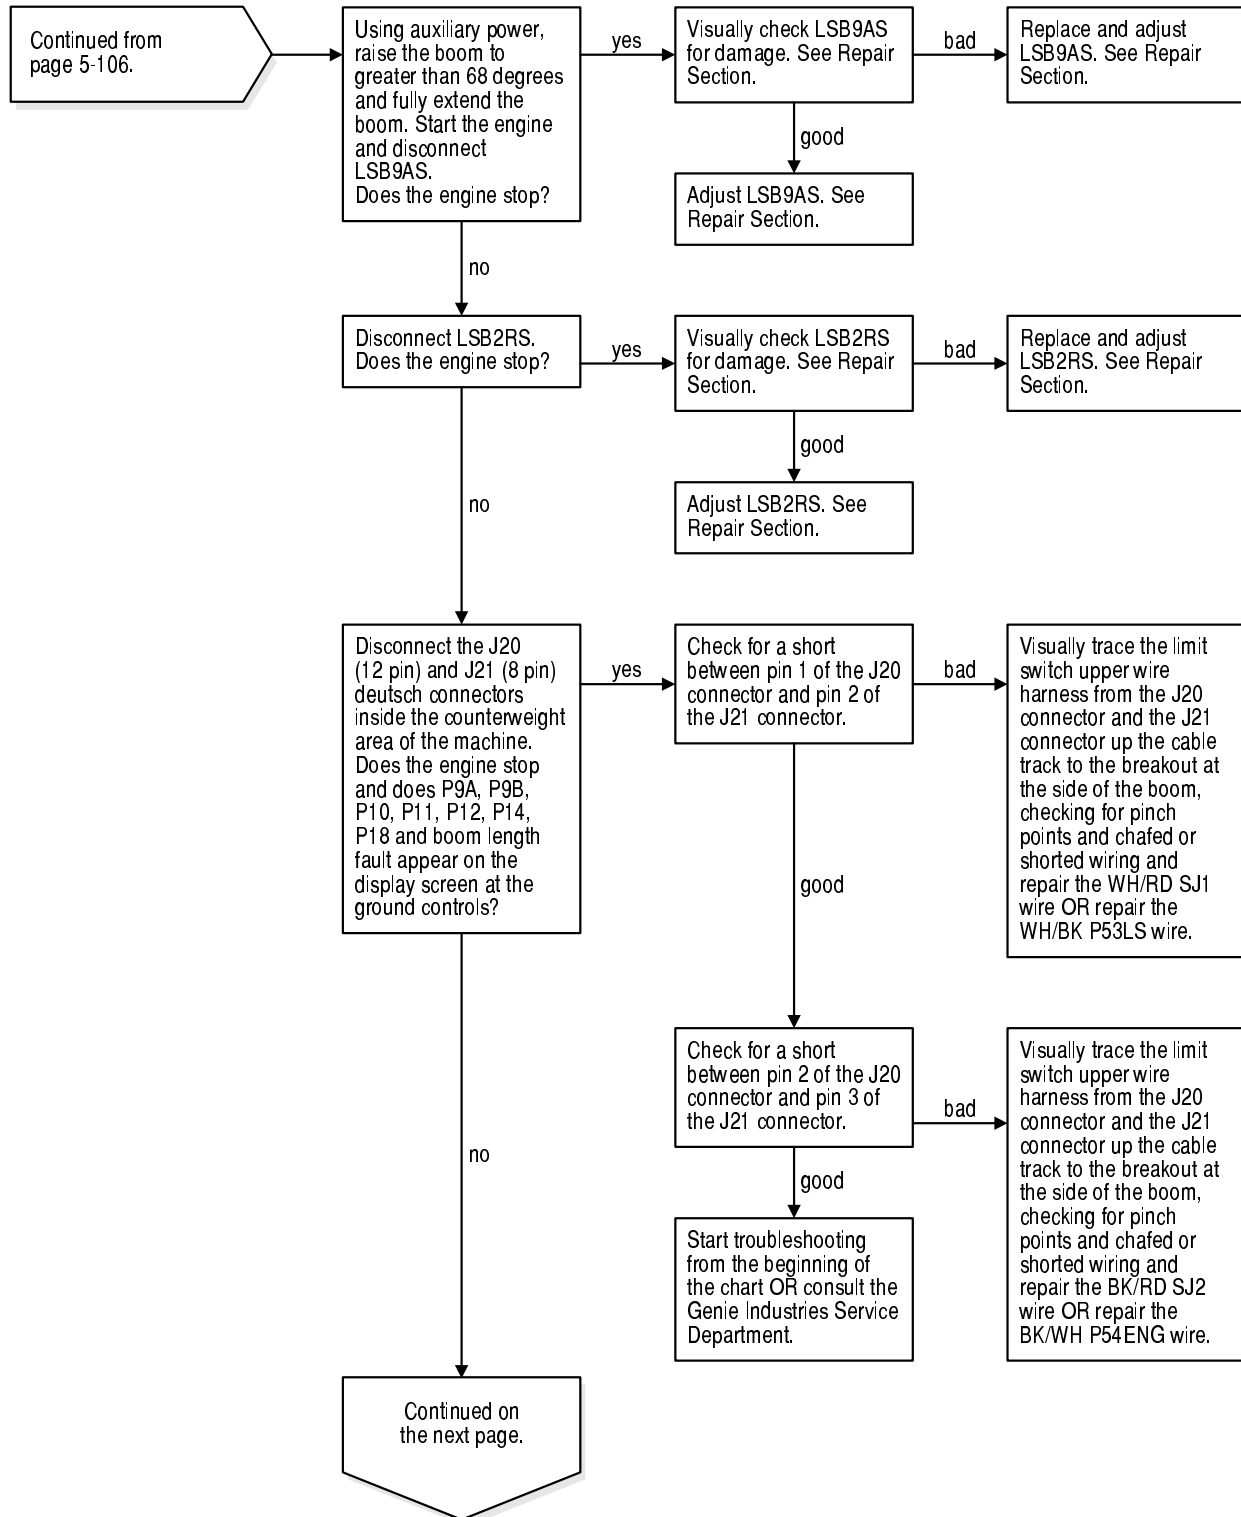 Continued from
page 5-106.
Using auxiliary power,
raise the boom to
greater than 68 degrees
and fully extend the
boom. Start the engine
and disconnect
LSB9AS.
Does the engine stop?
yes
Visually check LSB9AS
for damage. See Repair
Section.
bad
Replace and adjust
LSB9AS. See Repair
Section.
good
Adjust LSB9AS. See
Repair Section.
no
Disconnect LSB2RS.
Does the engine stop?
yes
Visually check LSB2RS
for damage. See Repair
Section.
bad
Replace and adjust
LSB2RS. See Repair
Section.
good
Adjust LSB2RS. See
Repair Section.
no
Disconnect the J20
(12 pin) and J21 (8 pin)
deutsch connectors
inside the counterweight
area of the machine.
Does the engine stop
and does P9A, P9B,
P10, P11, P12, P14,
P18 and boom length
fault appear on the
display screen at the
ground controls?
yes
Check for a short
between pin 1 of the J20
connector and pin 2 of
the J21 connector.
bad
Visually trace the limit
switch upper wire
harness from the J20
connector and the J21
connector up the cable
track to the breakout at
the side of the boom,
checking for pinch
points and chafed or
shorted wiring and
repair the WH/RD SJ1
wire OR repair the
WH/BK P53LS wire.
good
Check for a short
between pin 2 of the J20
connector and pin 3 of
the J21 connector.
bad
Visually trace the limit
switch upper wire
harness from the J20
connector and the J21
connector up the cable
track to the breakout at
the side of the boom,
checking for pinch
points and chafed or
shorted wiring and
repair the BK/RD SJ2
wire OR repair the
BK/WH P54ENG wire.
good
Start troubleshooting
from the beginning of
the chart OR consult the
Genie Industries Service
Department.
no
Continued on
the next page.